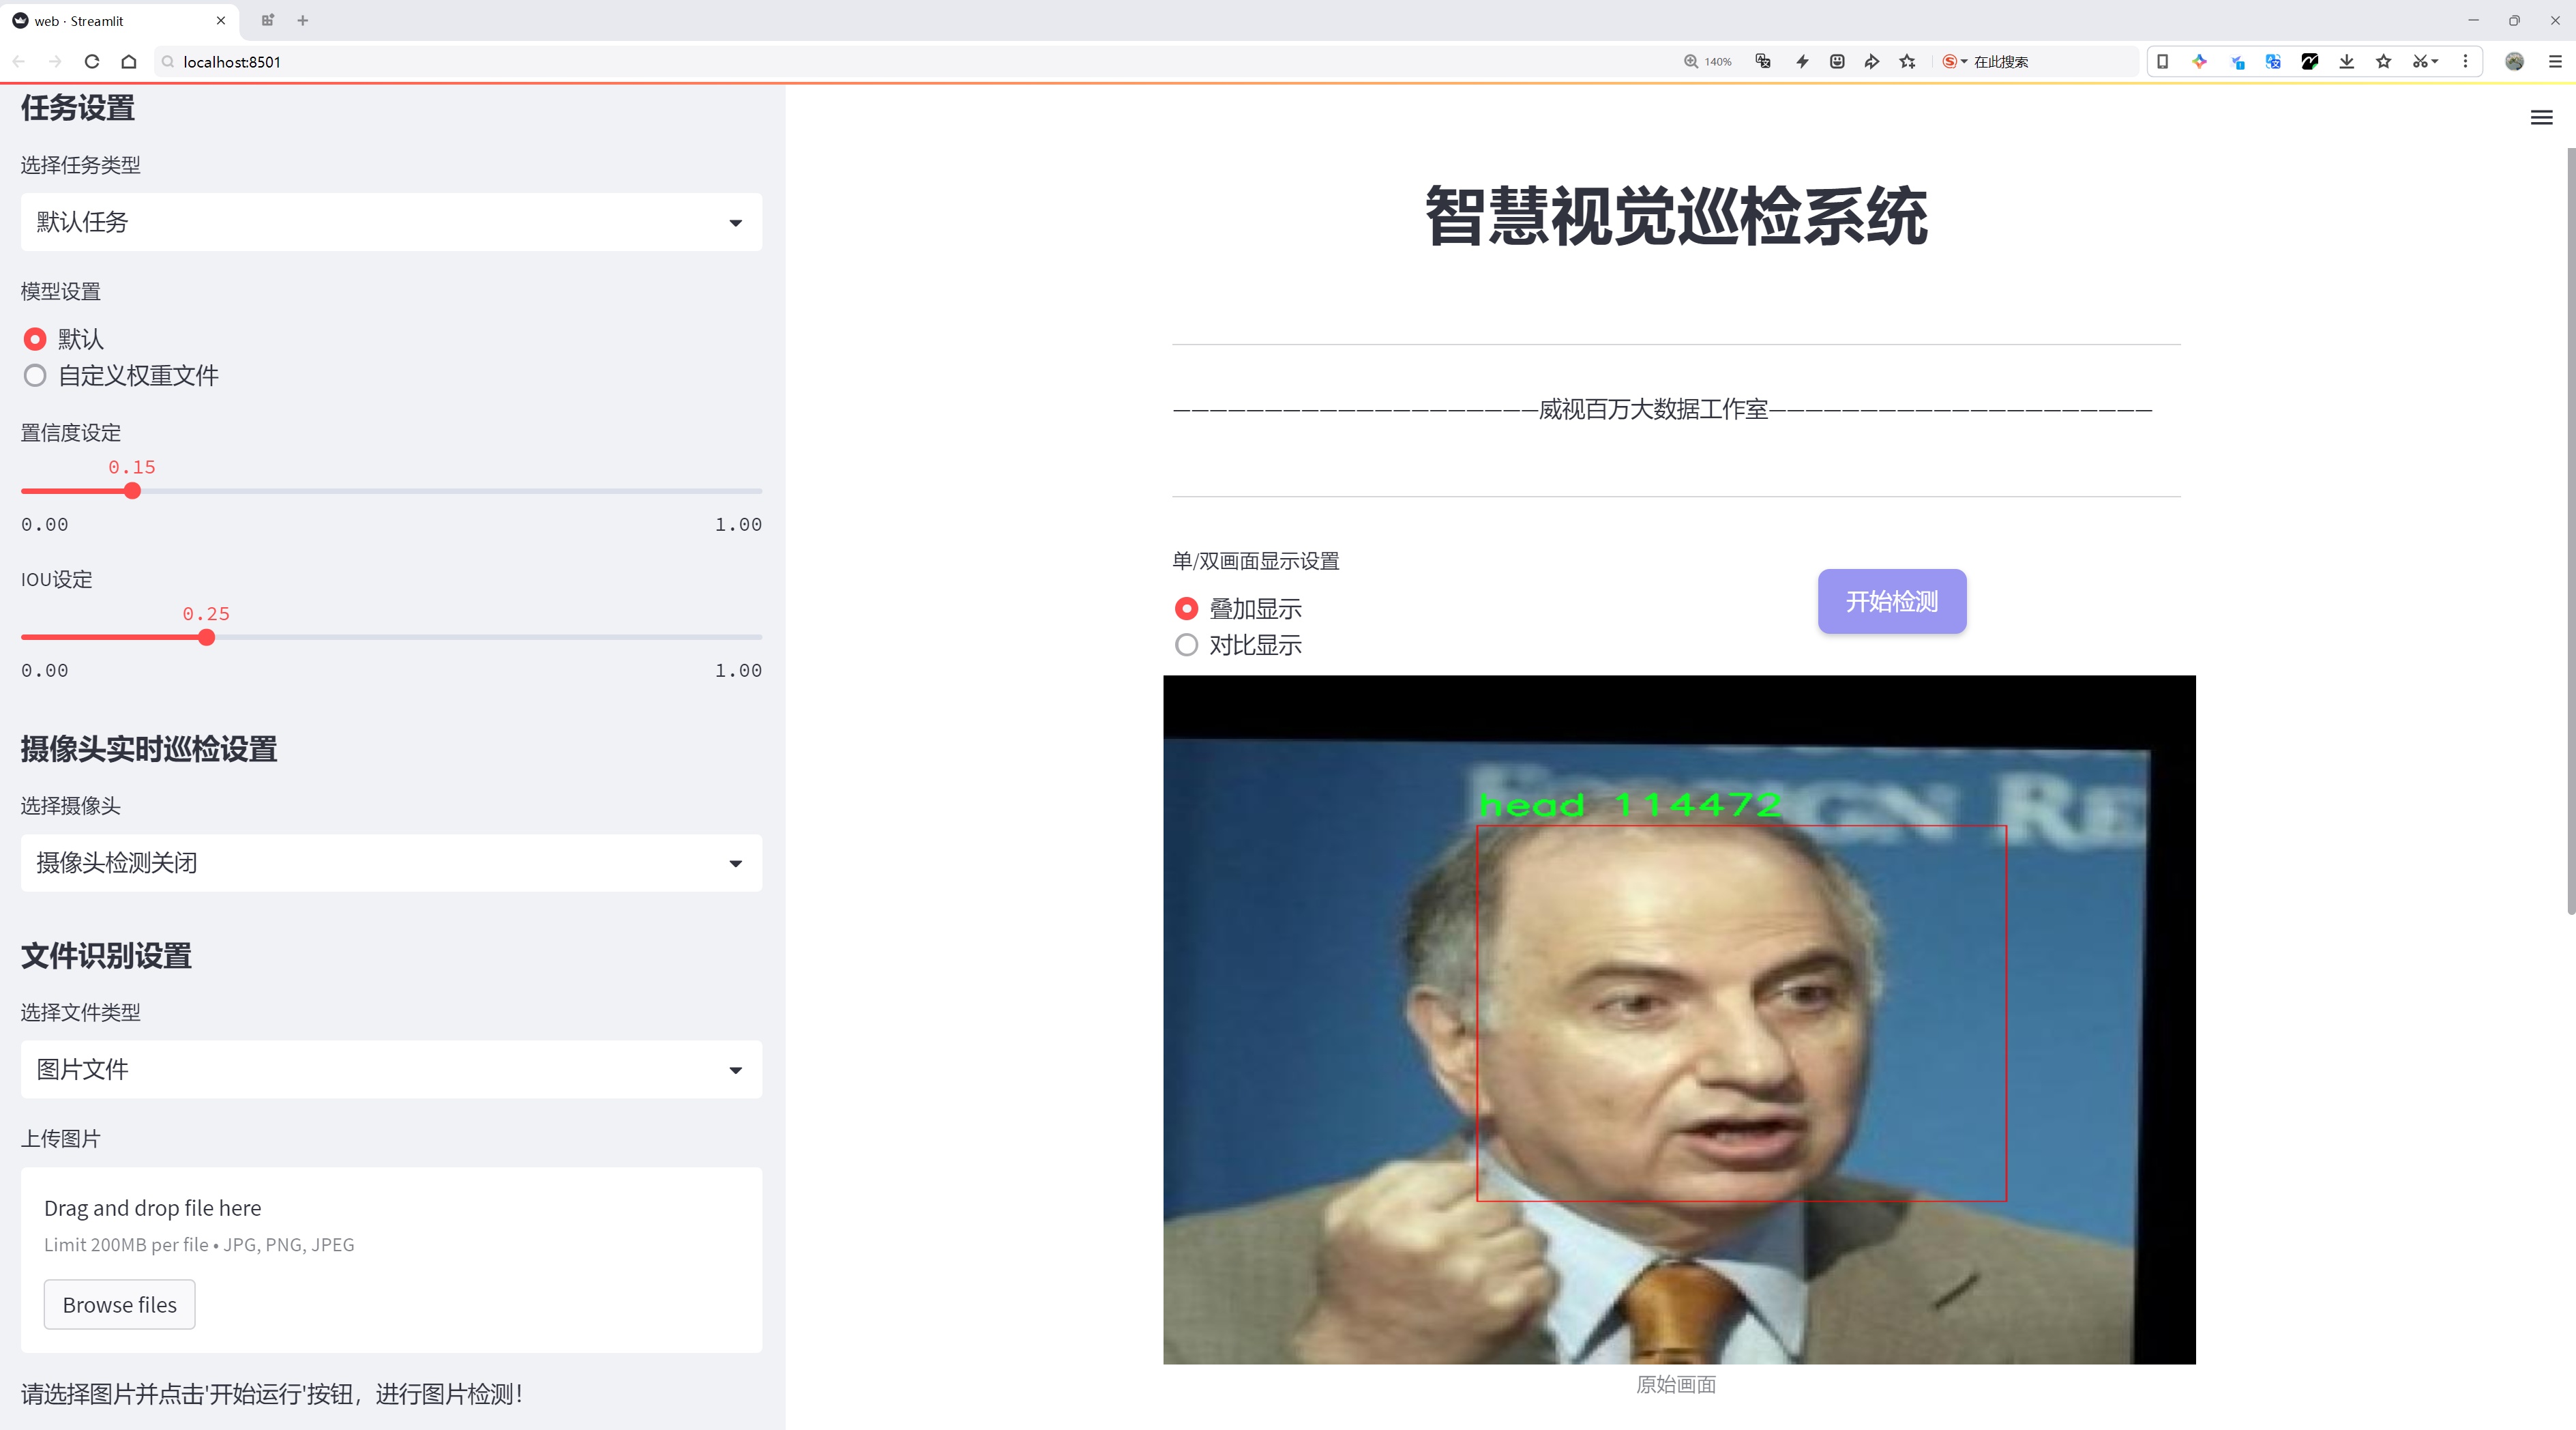 web · Streamlit
localhost:8501
140%
在此搜索
任务设置
选择任务类型
默认任务
模型设置
默认
自定义权重文件
置信度设定
0.15
0.00 1.00
IOU设定
0.25
0.00 1.00
摄像头实时巡检设置
选择摄像头
摄像头检测关闭
文件识别设置
选择文件类型
图片文件
上传图片
Drag and drop file here
Limit 200MB per file • JPG, PNG, JPEG
Browse files
请选择图片并点击'开始运行'按钮，进行图片检测！
智慧视觉巡检系统
————————————————————威视百万大数据工作室—————————————————————
单/双画面显示设置
叠加显示
对比显示
开始检测
RE
head 114472
原始画面